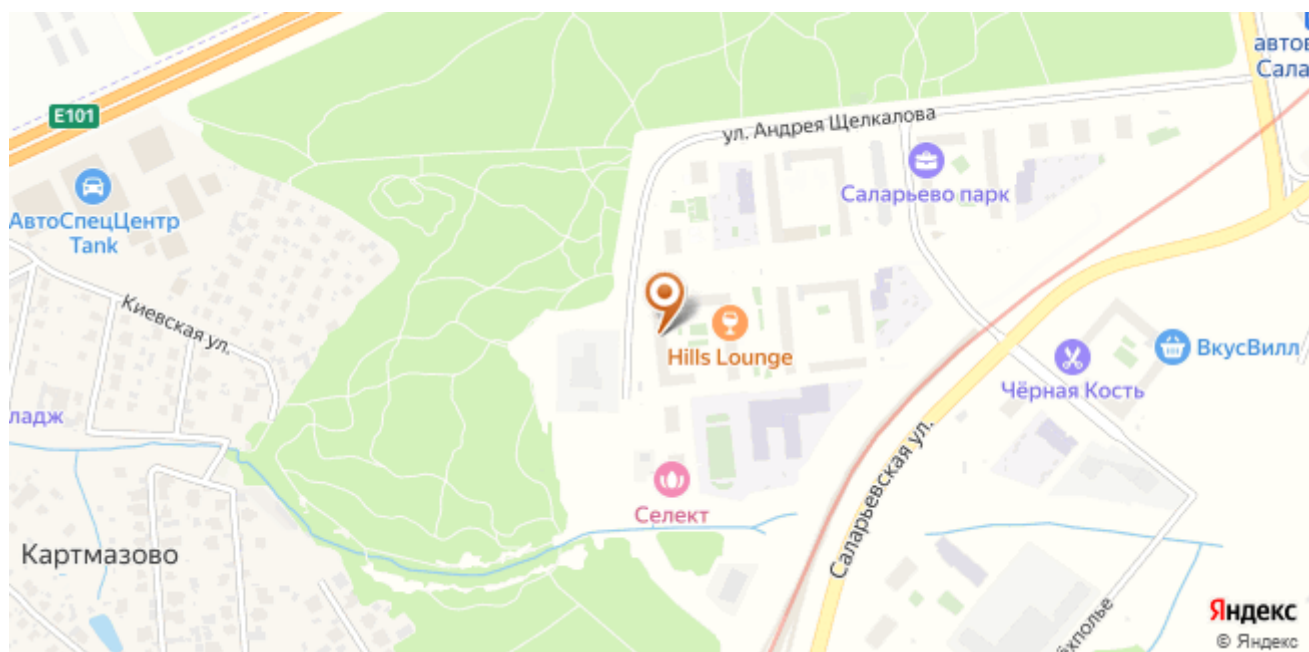 автов
Сала
E101
ул. Андрея Щелкалова
Саларьево парк
АвтоСпецЦентр
Tank
Киевская ул.
Hills Lounge
ВкусВилл
Чёрная Кость
ладж
Саларьевская ул.
Селект
Картмазово
ёхполье
Яндекс
© Яндекс